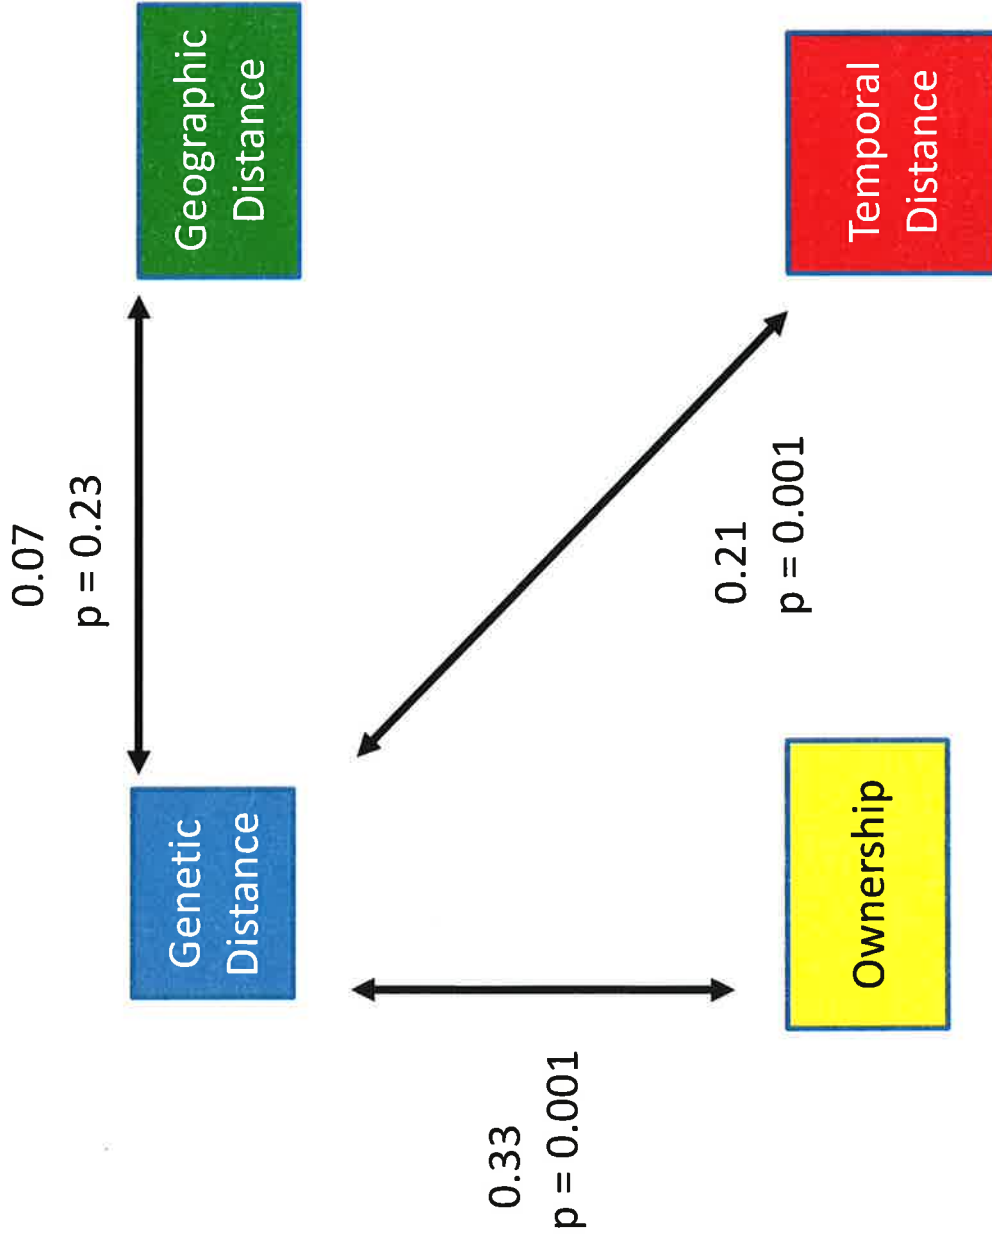 0.07
p = 0.23
Genetic
Distance
Geographic
Distance
0.33
p = 0.001
0.21
p = 0.001
Ownership
Temporal
Distance